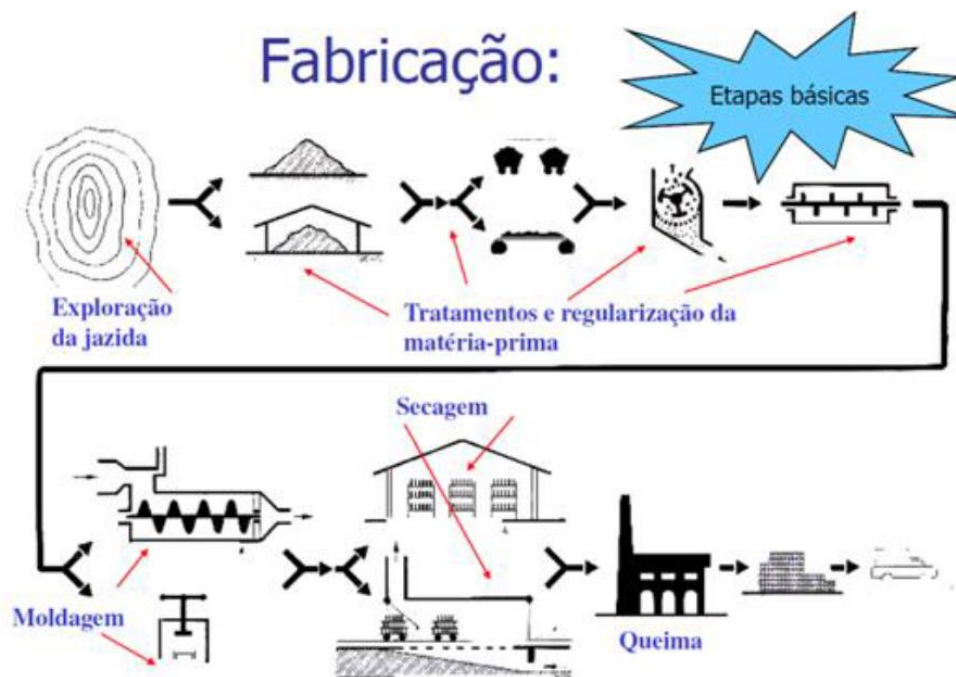 Fabricação:
Etapas básicas
Exploração
da jazida
Tratamentos e regularização da
matéria-prima
Secagem
Moldagem
Queima